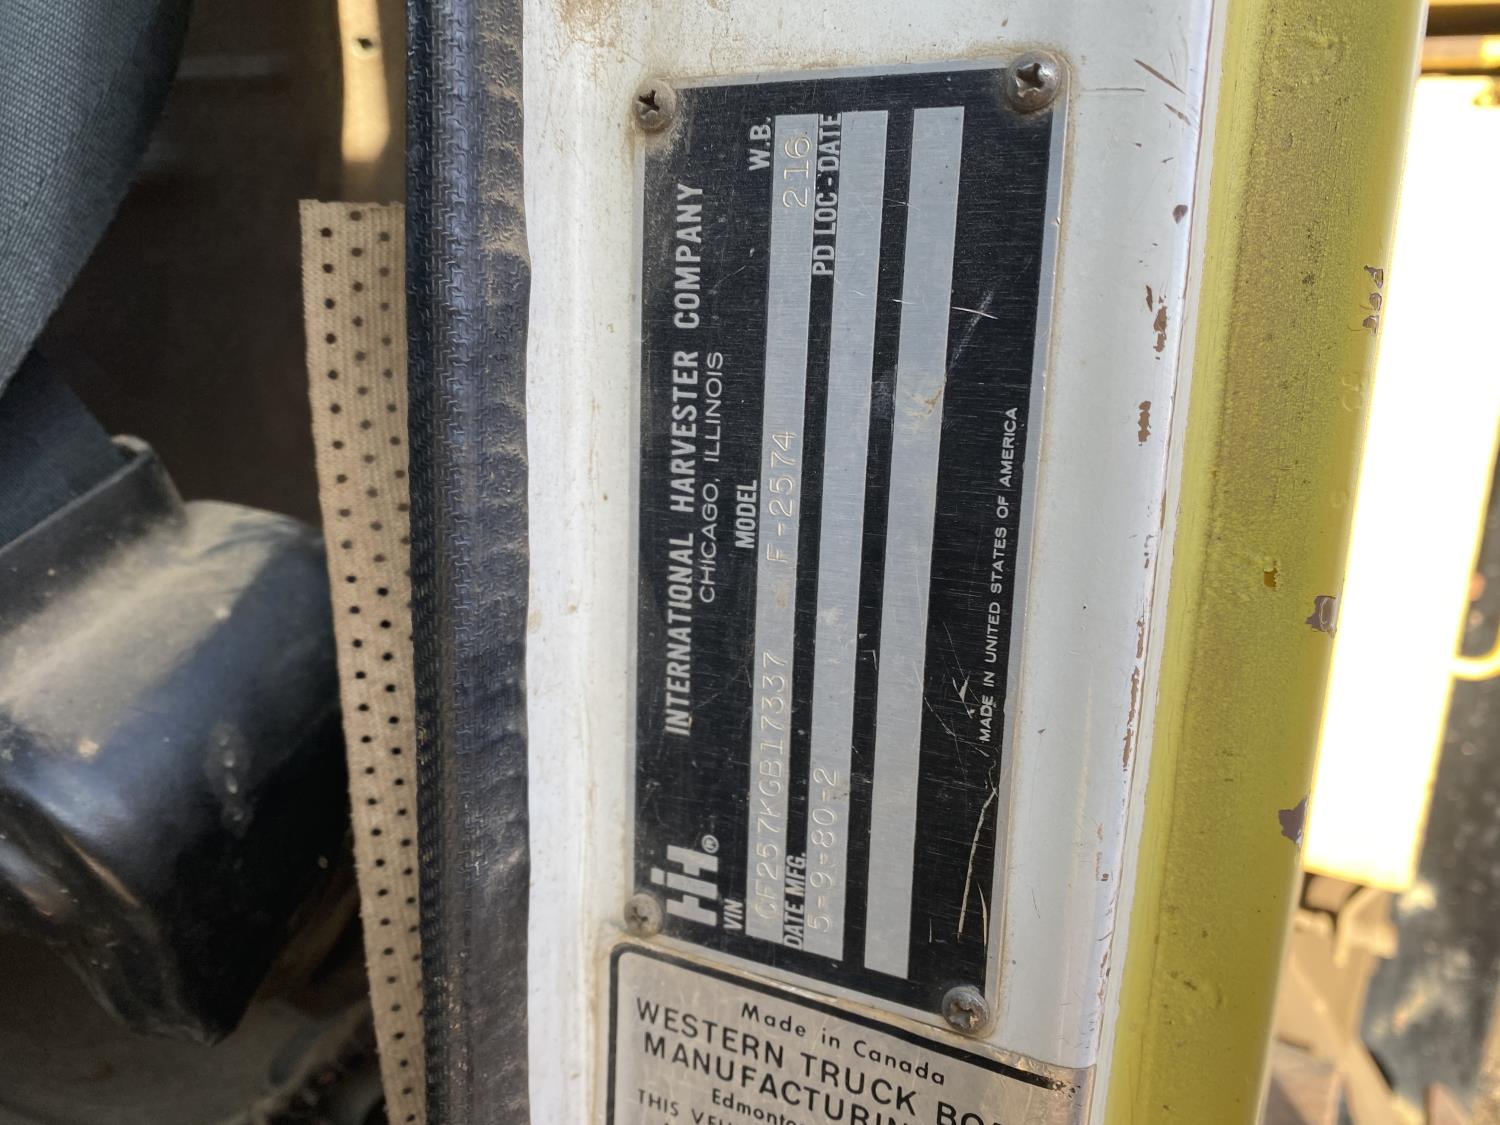 IH®
INTERNATIONAL HARVESTER COMPANY
CHICAGO, ILLINOIS
VIN MODEL W.B.
CF257KGB17337 F-2574 216
DATE MFG. PD LOC-DATE
5-9-80-2
MADE IN UNITED STATES OF AMERICA
Made in Canada
WESTERN TRUCK BO
MANUFACTURIN
Edmonto
THIS VEH